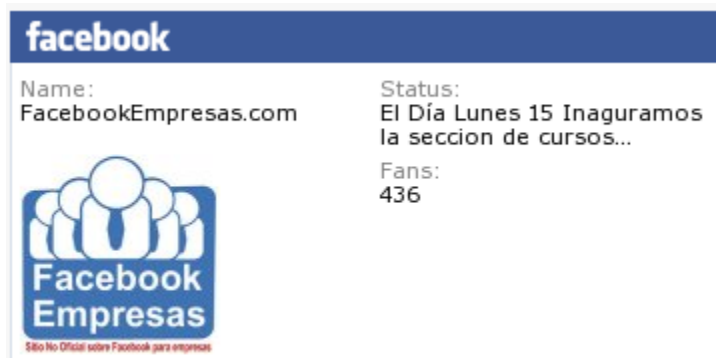 facebook
Name:
FacebookEmpresas.com
Status:
El Día Lunes 15 Inaguramos
la seccion de cursos...
Fans:
436
Facebook
Empresas
Sitio No Oficial sobre Facebook para empresas